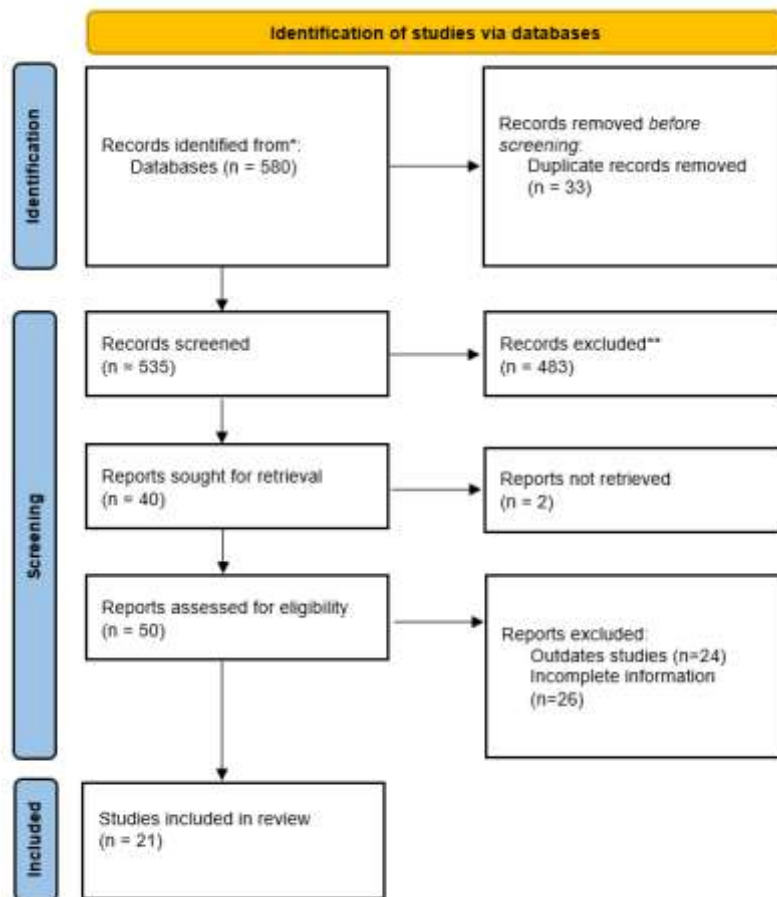 Identification of studies via databases
Identification
Records identified from*:
Databases (n = 580)
Records removed before
screening:
Duplicate records removed
(n = 33)
Screening
Records screened
(n = 535)
Records excluded**
(n = 483)
Reports sought for retrieval
(n = 40)
Reports not retrieved
(n = 2)
Reports assessed for eligibility
(n = 50)
Reports excluded:
Outdates studies (n=24)
Incomplete information
(n=26)
Included
Studies included in review
(n = 21)